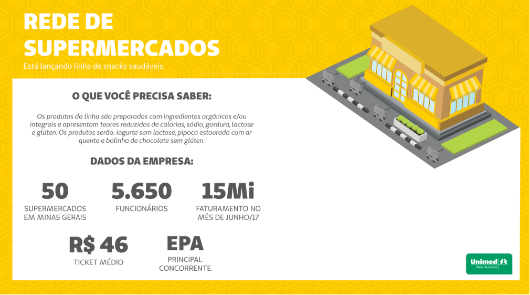 REDE DE
SUPERMERCADOS
Está lançando linha de snacks saudáveis.
O QUE VOCÊ PRECISA SABER:
Os produtos da linha são preparados com ingredientes orgânicos e/ou
integrais e apresentam teores reduzidos de calorias, sódio, gordura, lactose
e glúten. Os produtos serão: iogurte sem lactose, pipoca estourada com ar
quente e bolinho de chocolate sem glúten.
DADOS DA EMPRESA:
50
SUPERMERCADOS
EM MINAS GERAIS
5.650
FUNCIONÁRIOS
15Mi
FATURAMENTO NO
MÊS DE JUNHO/17
R$ 46
TICKET MÉDIO
EPA
PRINCIPAL
CONCORRENTE
Unimed